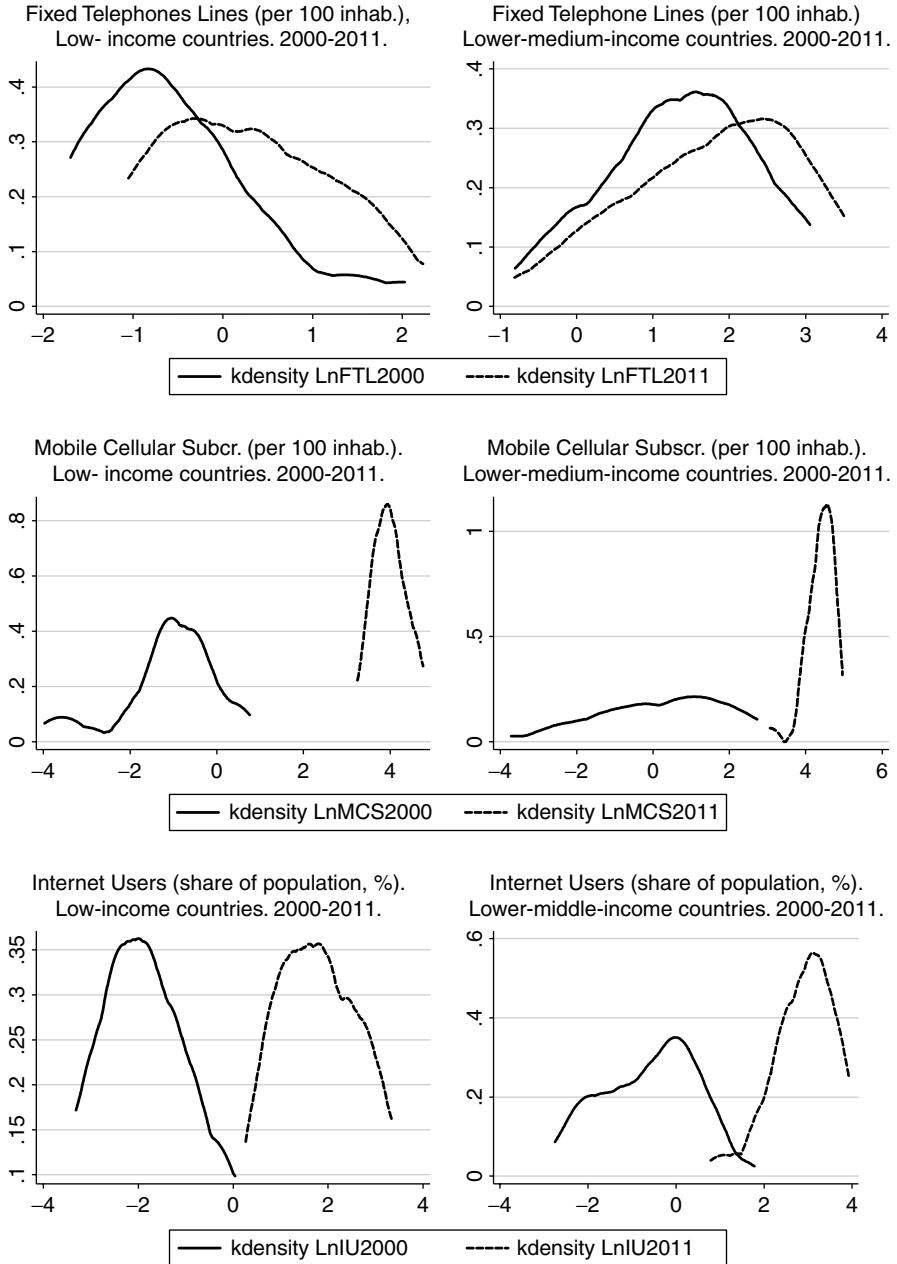 Fixed Telephones Lines (per 100 inhab.),
Low- income countries. 2000-2011.
.4
.3
.2
.1
0
−2 −1 0 1 2
Fixed Telephone Lines (per 100 inhab.)
Lower-medium-income countries. 2000-2011.
.4
.3
.2
.1
0
−1 0 1 2 3 4
kdensity LnFTL2000 kdensity LnFTL2011
Mobile Cellular Subcr. (per 100 inhab.).
Low- income countries. 2000-2011.
.8
.6
.4
.2
0
−4 −2 0 2 4
Mobile Cellular Subscr. (per 100 inhab.).
Lower-medium-income countries. 2000-2011.
1
.5
0
−4 −2 0 2 4 6
kdensity LnMCS2000 kdensity LnMCS2011
Internet Users (share of population, %).
Low-income countries. 2000-2011.
.35
.3
.25
.2
.15
.1
−4 −2 0 2 4
Internet Users (share of population, %).
Lower-middle-income countries. 2000-2011.
.6
.4
.2
0
−4 −2 0 2 4
kdensity LnIU2000 kdensity LnIU2011